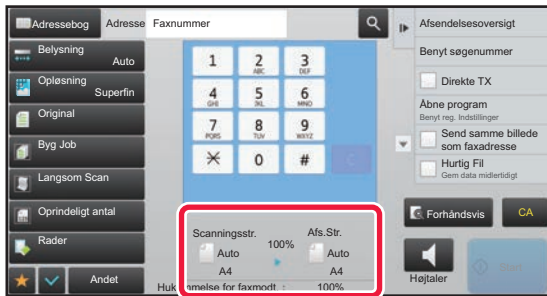 Adressebog
Adresse
Faxnummer
Belysning
Auto
Opløsning
Superfin
Original
Byg Job
Langsom Scan
Oprindeligt antal
Rader
Andet
1
2
ABC
3
DEF
4
GHI
5
JKL
6
MNO
7
PQRS
8
TUV
9
WXYZ
0
#
C
Scanningsstr.
100%
Afs.Str.
Auto
Auto
A4
A4
mmelse for faxmodt. :
100%
Afsendelsesoversigt
Benyt søgenummer
Direkte TX
Åbne program
Benyt reg. Indstillinger
Send samme billede
som faxadresse
Hurtig Fil
Gem data midlertidigt
Forhåndsvis
CA
Højtaler
Start